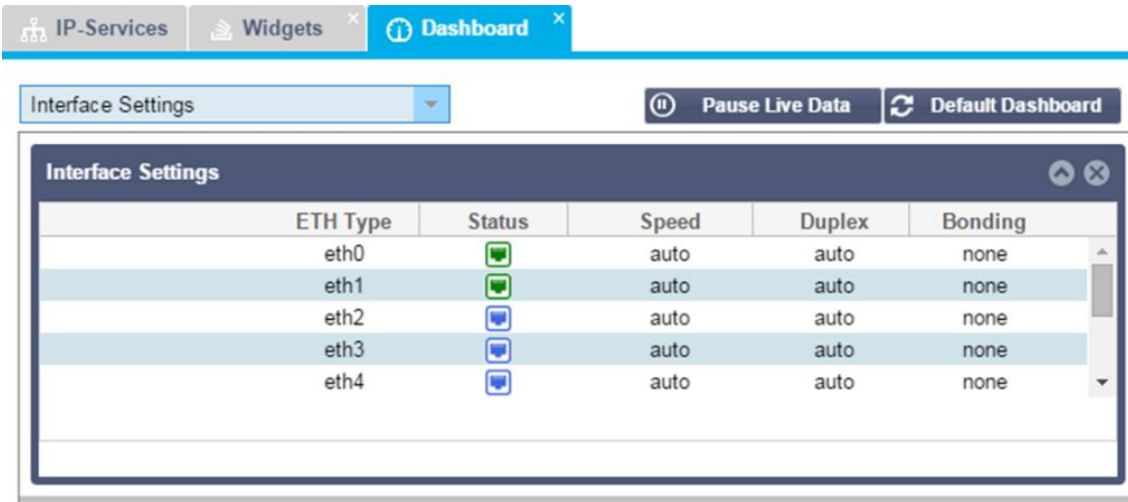 IP-Services Widgets Dashboard
Interface Settings Pause Live Data Default Dashboard
Interface Settings
ETH Type Status Speed Duplex Bonding
eth0 auto auto none
eth1 auto auto none
eth2 auto auto none
eth3 auto auto none
eth4 auto auto none